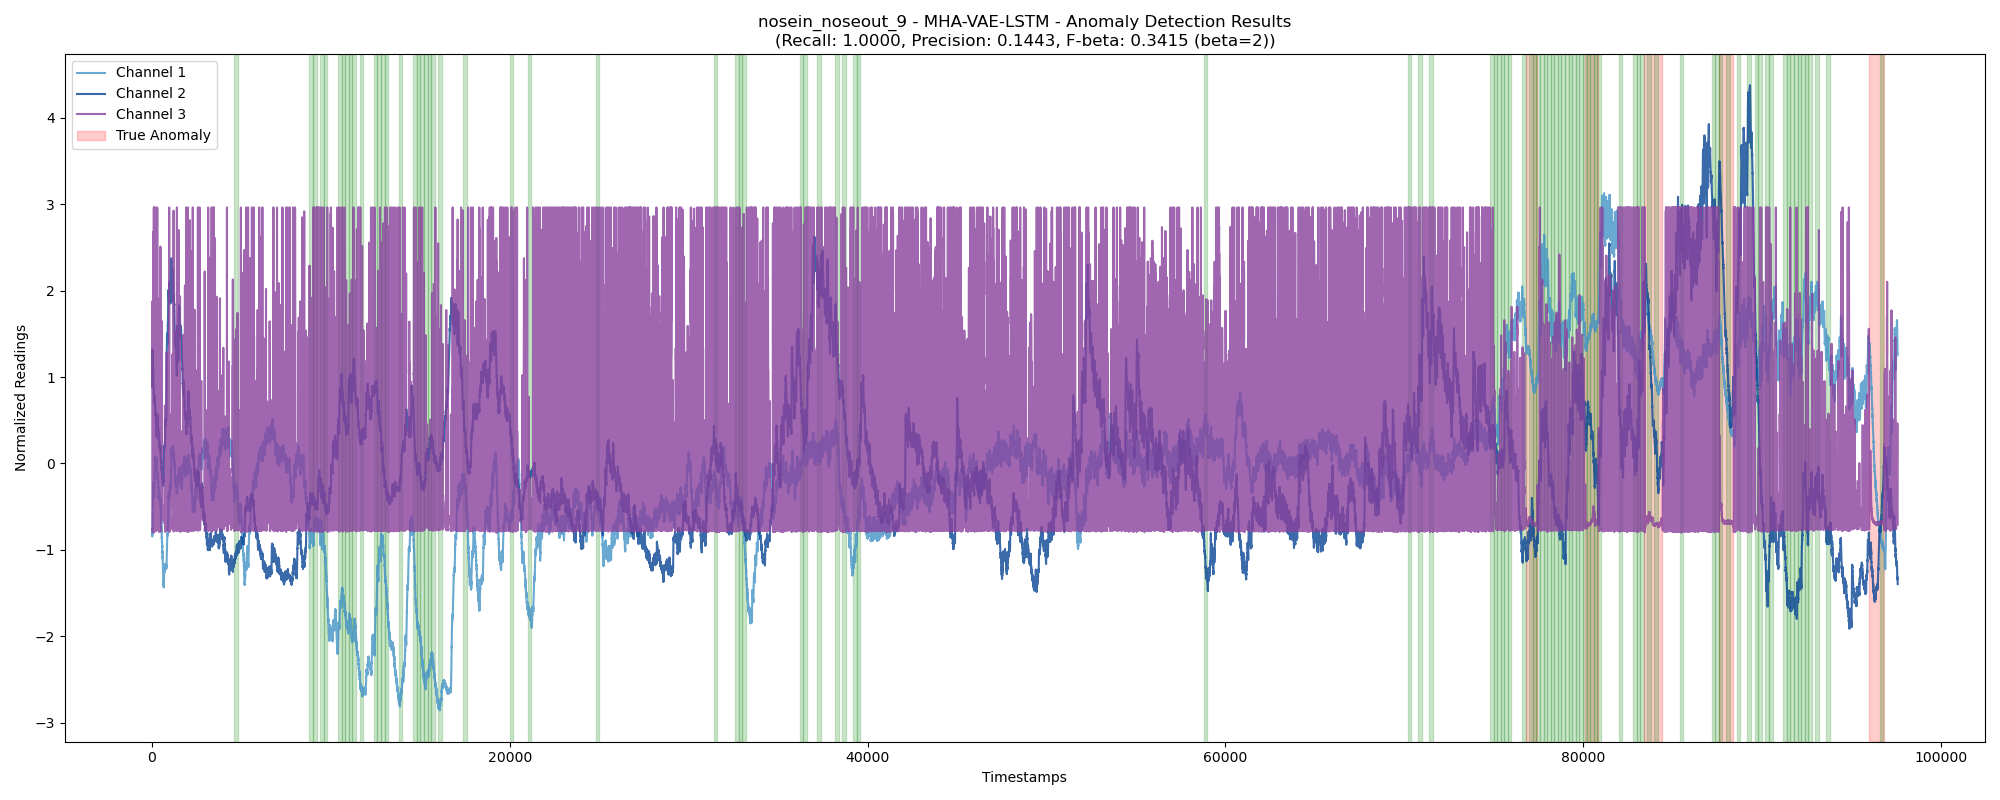 nosein_noseout_9 - MHA-VAE-LSTM - Anomaly Detection Results
(Recall: 1.0000, Precision: 0.1443, F-beta: 0.3415 (beta=2))
Channel 1
Channel 2
Channel 3
True Anomaly
Normalized Readings
4
3
2
1
0
−1
−2
−3
0 20000 40000 60000 80000 100000
Timestamps